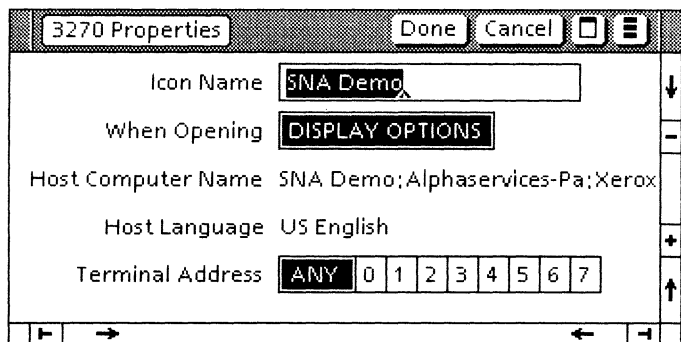 3270 Properties Done Cancel
Icon Name SNA Demo
When Opening DISPLAY OPTIONS
Host Computer Name SNA Demo:Alphaservices-Pa:Xerox
Host Language US English
Terminal Address ANY 0 1 2 3 4 5 6 7